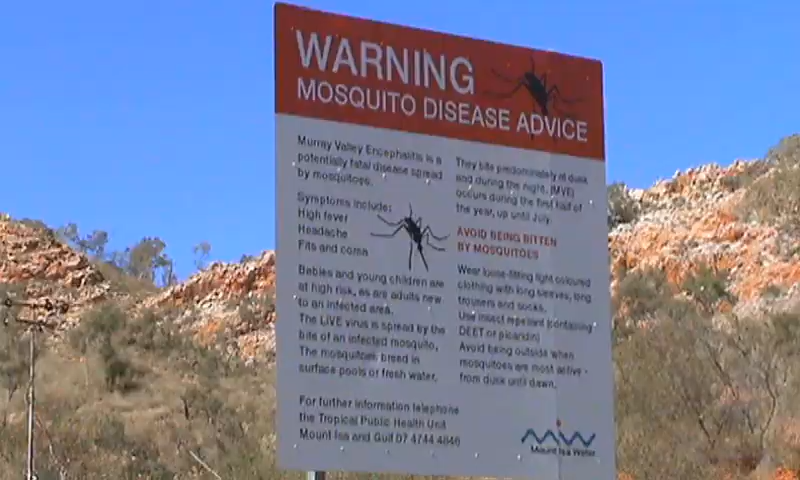 WARNING
MOSQUITO DISEASE ADVICE
Murray Valley Encephalitis is a
potentially fatal disease spread
by mosquitoes.
Symptoms include:
High fever
Headache
Fits and coma
Babies and young children are
at high risk, as are adults new
to an infected area.
The LIVE virus is spread by the
bite of an infected mosquito.
The mosquitoes breed in
surface pools or fresh water.
For further information telephone
the Tropical Public Health Unit
Mount Isa and Gulf 07 4744 4846
They bite predominately at dusk
and during the night. (MVE)
occurs during the first half of
the year, up until July.
AVOID BEING BITTEN
BY MOSQUITOES
Wear loose-fitting light coloured
clothing with long sleeves, long
trousers and socks.
Use insect repellent (containing
DEET or picaridin)
Avoid being outside when
mosquitoes are most active -
from dusk until dawn.
Mount Isa Water